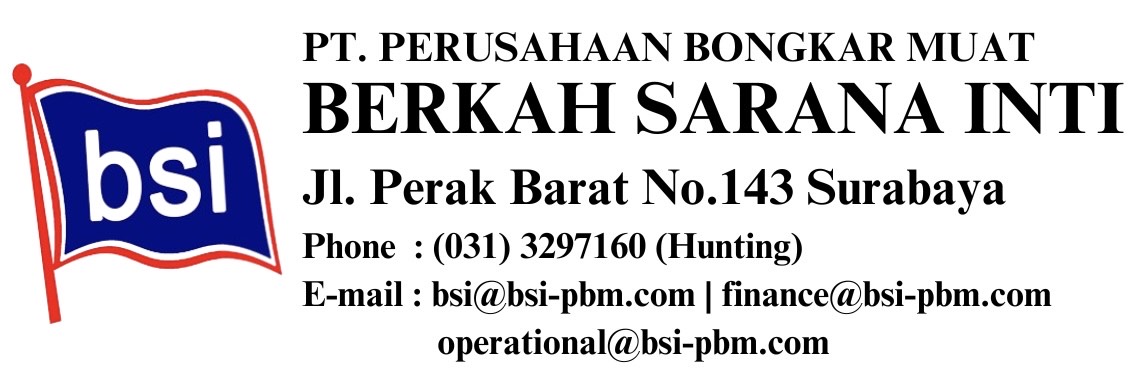 bsi
PT. PERUSAHAAN BONGKAR MUAT
BERKAH SARANA INTI
Jl. Perak Barat No.143 Surabaya
Phone : (031) 3297160 (Hunting)
E-mail : bsi@bsi-pbm.com | finance@bsi-pbm.com
operational@bsi-pbm.com